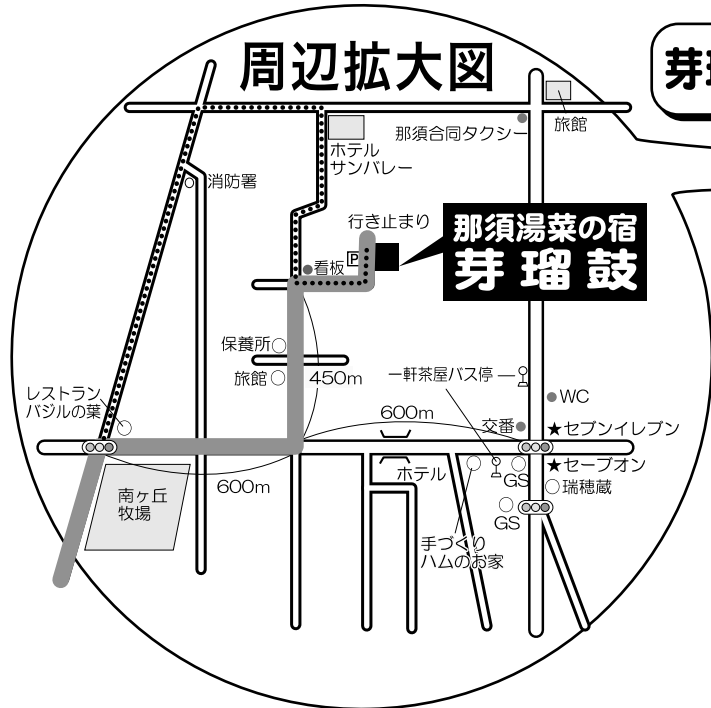 周辺拡大図
芽瑠
旅館
那須合同タクシー
ホテル
サンバレー
消防署
行き止まり
那須湯菜の宿
芽瑠鼓
P
看板
保養所
旅館
450m
一軒茶屋バス停
WC
レストラン
バジルの葉
600m
交番
★セブンイレブン
★セーブオン
ホテル
GS
瑞穂蔵
600m
南ヶ丘
牧場
GS
手づくり
ハムのお家